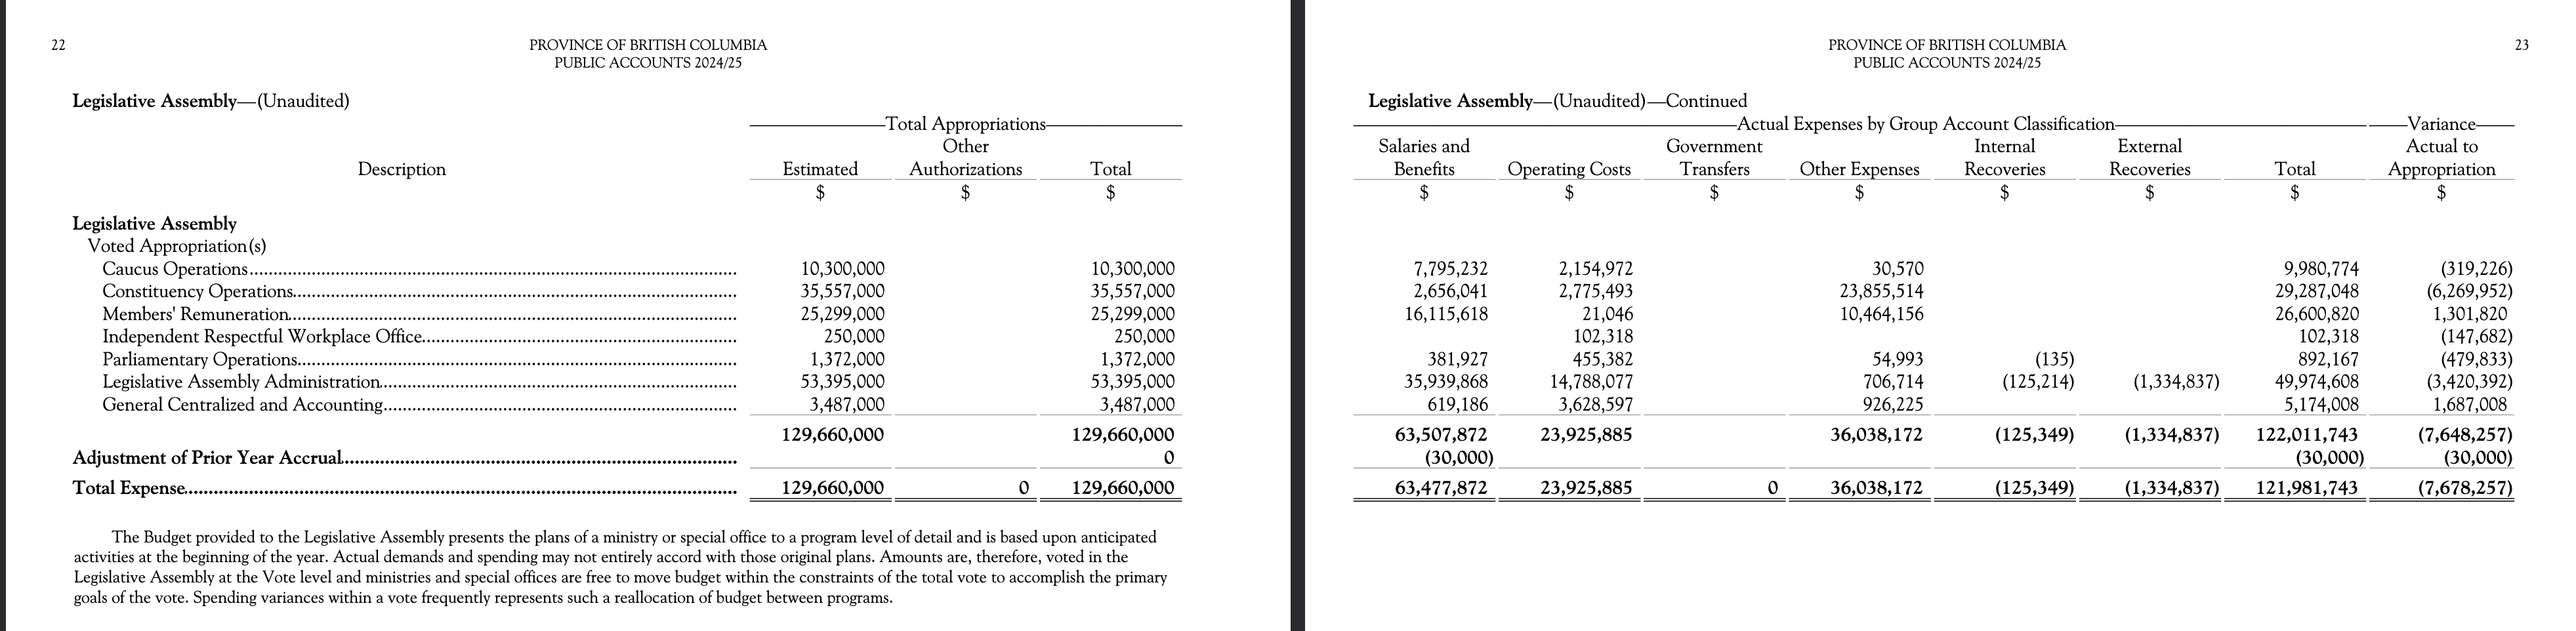 22
PROVINCE OF BRITISH COLUMBIA
PUBLIC ACCOUNTS 2024/25
Legislative Assembly—(Unaudited)
Total Appropriations
Other
Description Estimated Authorizations Total
$ $ $
Legislative Assembly
Voted Appropriation(s)
Caucus Operations 10,300,000 10,300,000
Constituency Operations 35,557,000 35,557,000
Members' Remuneration 25,299,000 25,299,000
Independent Respectful Workplace Office 250,000 250,000
Parliamentary Operations 1,372,000 1,372,000
Legislative Assembly Administration 53,395,000 53,395,000
General Centralized and Accounting 3,487,000 3,487,000
129,660,000 129,660,000
Adjustment of Prior Year Accrual 0
Total Expense 129,660,000 0 129,660,000
The Budget provided to the Legislative Assembly presents the plans of a ministry or special office to a program level of detail and is based upon anticipated
activities at the beginning of the year. Actual demands and spending may not entirely accord with those original plans. Amounts are, therefore, voted in the
Legislative Assembly at the Vote level and ministries and special offices are free to move budget within the constraints of the total vote to accomplish the primary
goals of the vote. Spending variances within a vote frequently represents such a reallocation of budget between programs.
PROVINCE OF BRITISH COLUMBIA
PUBLIC ACCOUNTS 2024/25
23
Legislative Assembly—(Unaudited)—Continued
Actual Expenses by Group Account Classification Variance
Salaries and Government Internal External Actual to
Benefits Operating Costs Transfers Other Expenses Recoveries Recoveries Total Appropriation
$ $ $ $ $ $ $ $
7,795,232 2,154,972 30,570 9,980,774 (319,226)
2,656,041 2,775,493 23,855,514 29,287,048 (6,269,952)
16,115,618 21,046 10,464,156 26,600,820 1,301,820
102,318 102,318 (147,682)
381,927 455,382 54,993 (135) 892,167 (479,833)
35,939,868 14,788,077 706,714 (125,214) (1,334,837) 49,974,608 (3,420,392)
619,186 3,628,597 926,225 5,174,008 1,687,008
63,507,872 23,925,885 36,038,172 (125,349) (1,334,837) 122,011,743 (7,648,257)
(30,000) (30,000) (30,000)
63,477,872 23,925,885 0 36,038,172 (125,349) (1,334,837) 121,981,743 (7,678,257)